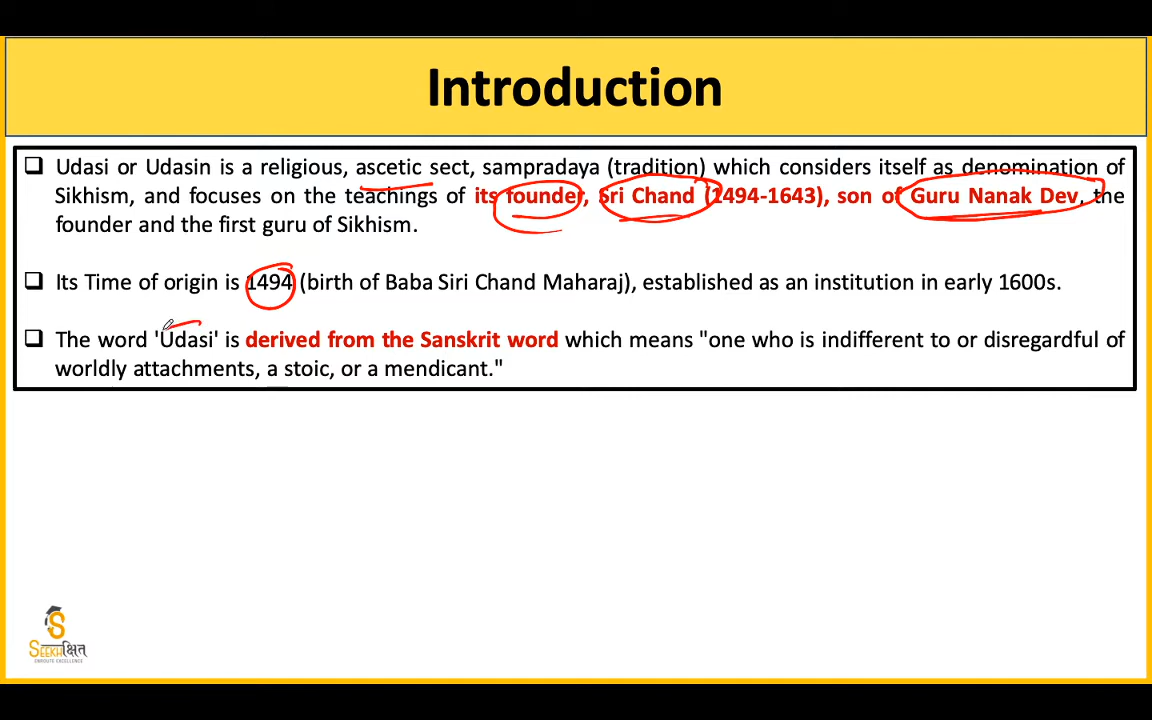 Introduction
❑ Udasi or Udasin is a religious, ascetic sect, sampradaya (tradition) which considers itself as denomination of
Sikhism, and focuses on the teachings of its founder, Sri Chand (1494-1643), son of Guru Nanak Dev, the
founder and the first guru of Sikhism.
❑ Its Time of origin is 1494 (birth of Baba Siri Chand Maharaj), established as an institution in early 1600s.
❑ The word 'Udasi' is derived from the Sanskrit word which means "one who is indifferent to or disregardful of
worldly attachments, a stoic, or a mendicant."
S
SEEKHक्षित्
ONPOINTE EXCELLENCE